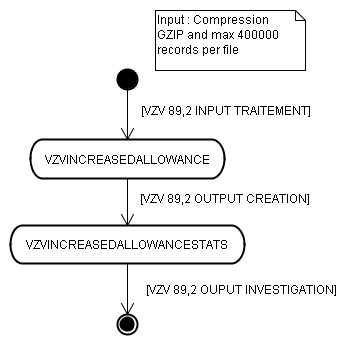 Input : Compression
GZIP and max 400000
records per file
[VZV 89,2 INPUT TRAITEMENT]
VZVINCREASEDALLOWANCE
[VZV 89,2 OUTPUT CREATION]
VZVINCREASEDALLOWANCESTATS
[VZV 89,2 OUPUT INVESTIGATION]